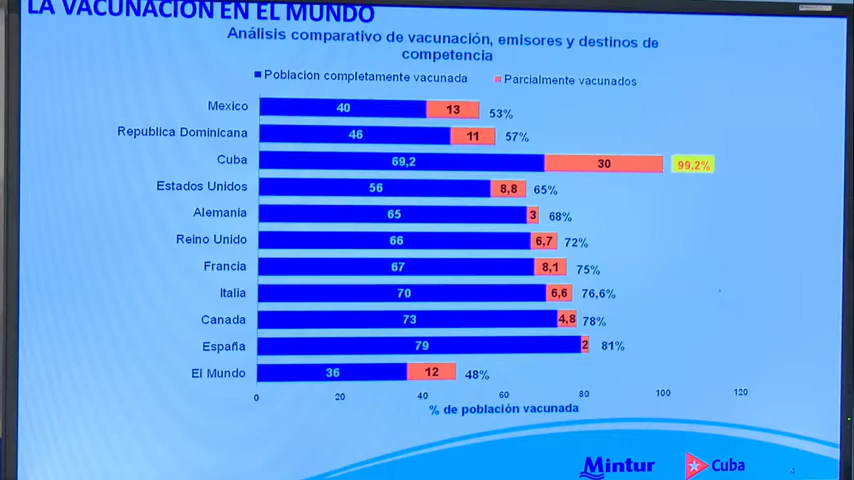 LA VACUNACION EN EL MUNDO
Análisis comparativo de vacunación, emisores y destinos de
competencia
Poblacion completamente vacunada Parcialmente vacunados
Mexico 40 13 53%
Republica Dominicana 46 11 57%
Cuba 69,2 30 99,2%
Estados Unidos 56 8,8 65%
Alemania 65 3 68%
Reino Unido 66 6,7 72%
Francia 67 8,1 75%
Italia 70 6,6 76,6%
Canada 73 4,8 78%
España 79 2 81%
El Mundo 36 12 48%
0 20 40 60 80 100 120
% de población vacunada
Mintur Cuba